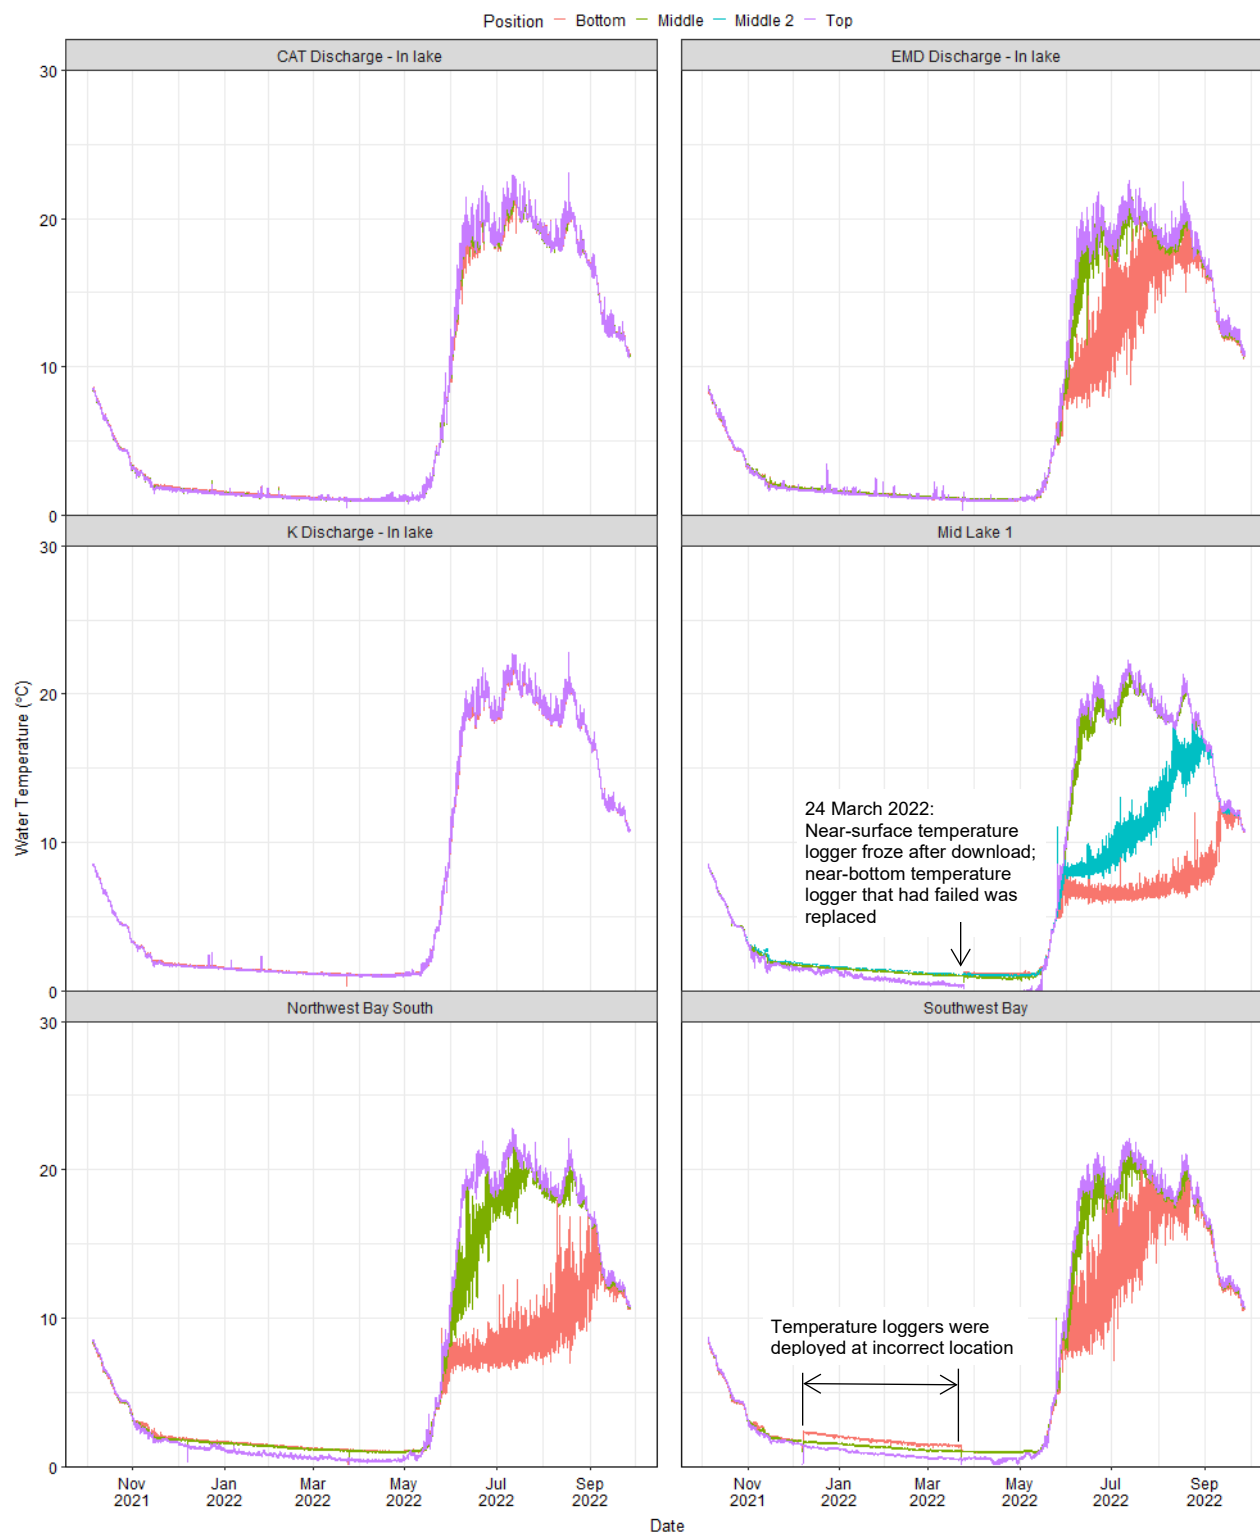 Position Bottom Middle Middle 2 Top
CAT Discharge - In lake
EMD Discharge - In lake
30
20
10
0
K Discharge - In lake
Mid Lake 1
30
20
10
0
24 March 2022:
Near-surface temperature
logger froze after download;
near-bottom temperature
logger that had failed was
replaced
Northwest Bay South
Southwest Bay
30
20
10
0
Temperature loggers were
deployed at incorrect location
Water Temperature (°C)
Nov Jan Mar May Jul Sep
2021 2022 2022 2022 2022 2022
Nov Jan Mar May Jul Sep
2021 2022 2022 2022 2022 2022
Date